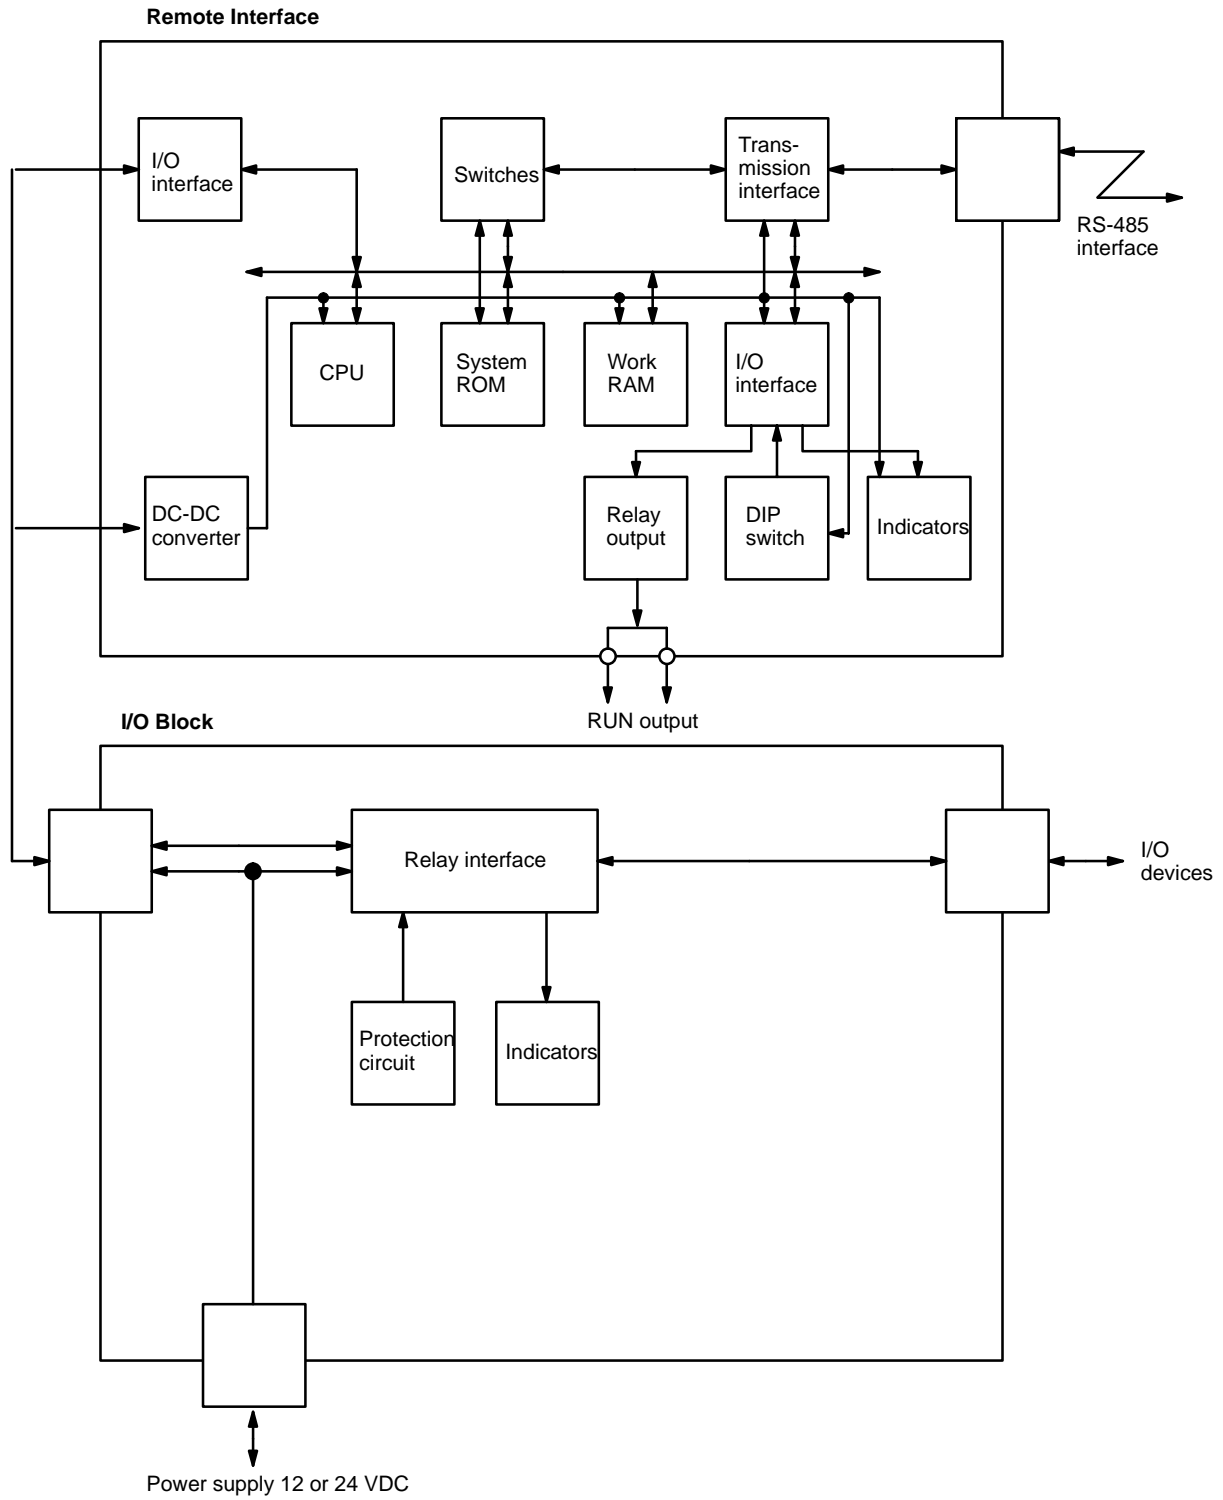 Remote Interface
I/O
interface
Switches
Trans-
mission
interface
RS-485
interface
CPU
System
ROM
Work
RAM
I/O
interface
DC-DC
converter
Relay
output
DIP
switch
Indicators
RUN output
I/O Block
Relay interface
I/O
devices
Protection
circuit
Indicators
Power supply 12 or 24 VDC